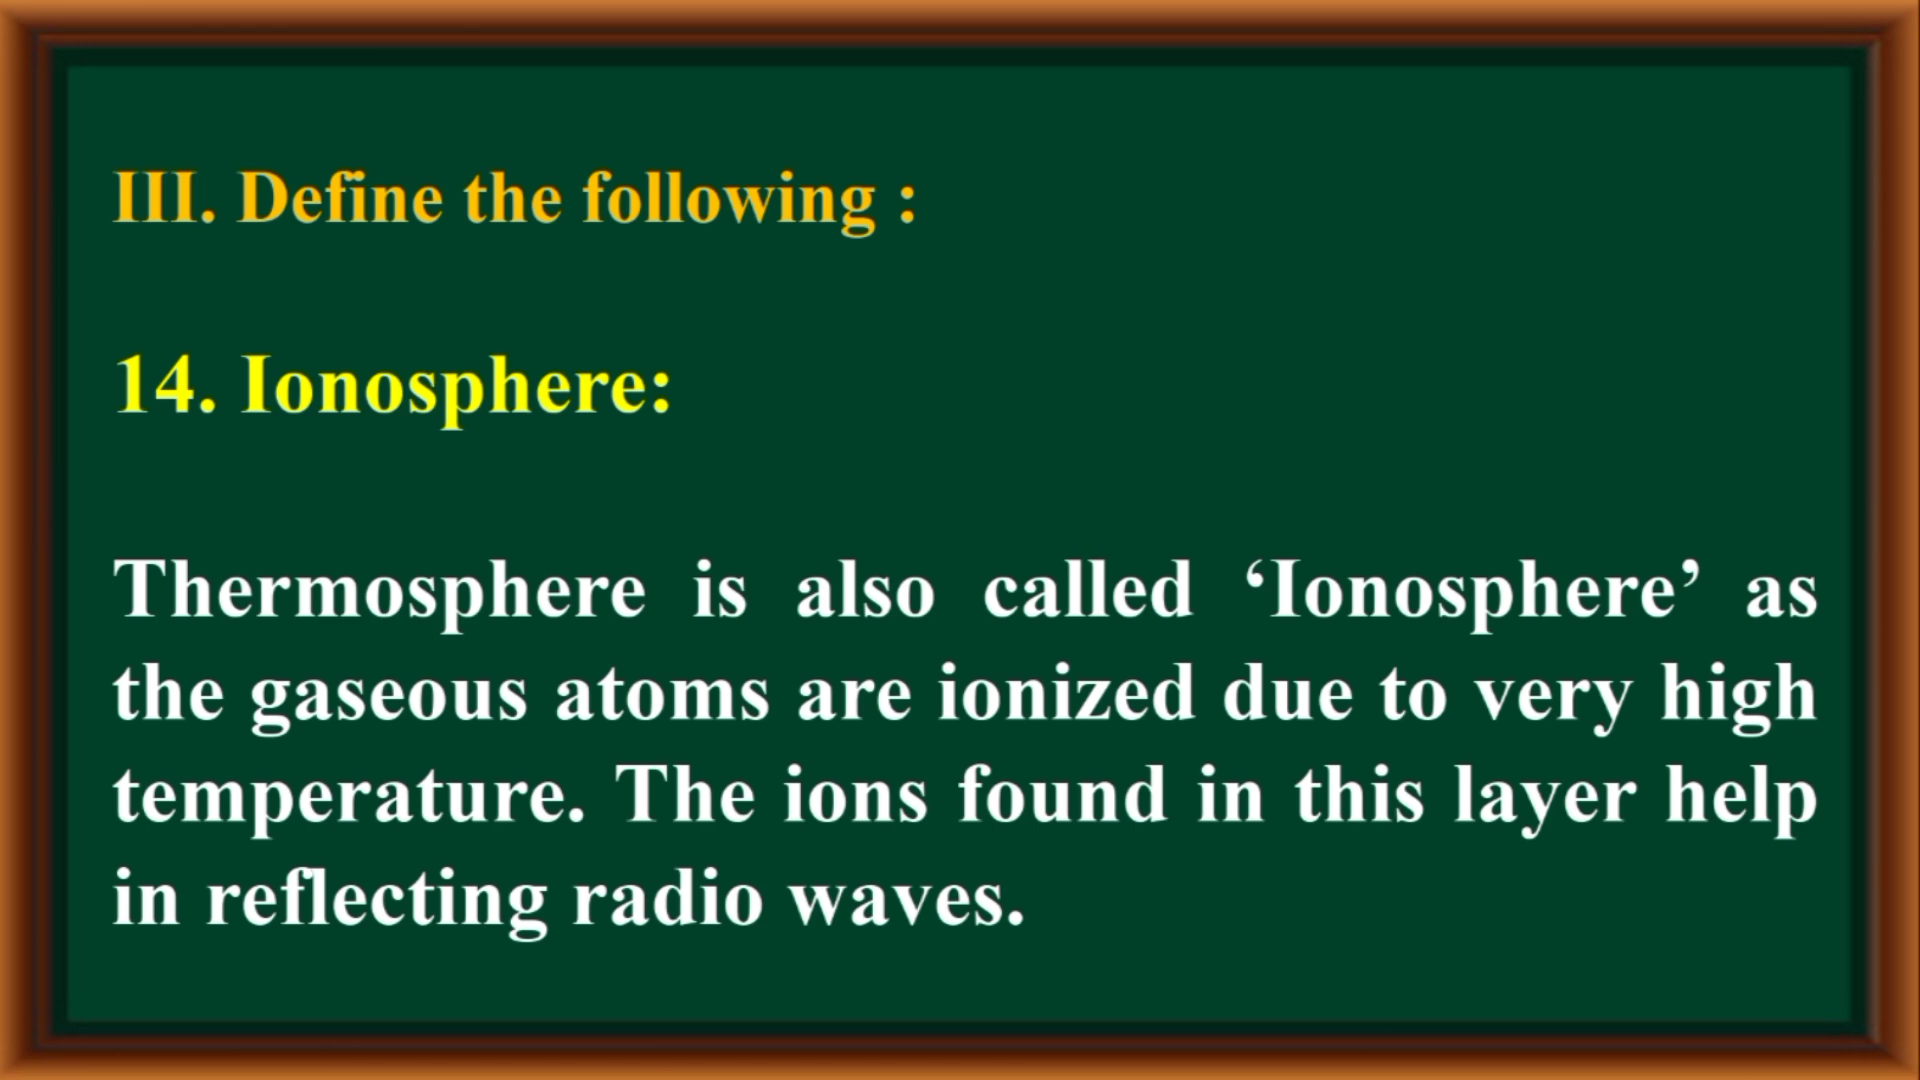 III. Define the following :
14. Ionosphere:
Thermosphere is also called ‘Ionosphere’ as
the gaseous atoms are ionized due to very high
temperature. The ions found in this layer help
in reflecting radio waves.